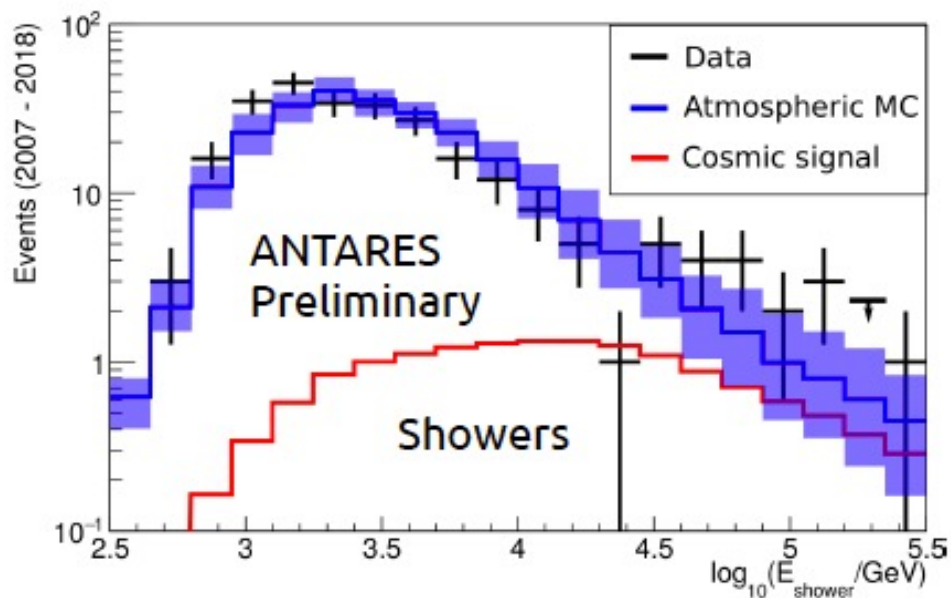 Events (2007 - 2018)
10²
10
1
10⁻¹
Data
Atmospheric MC
Cosmic signal
ANTARES
Preliminary
Showers
2.5 3 3.5 4 4.5 5 5.5
log₁₀(E_shower/GeV)